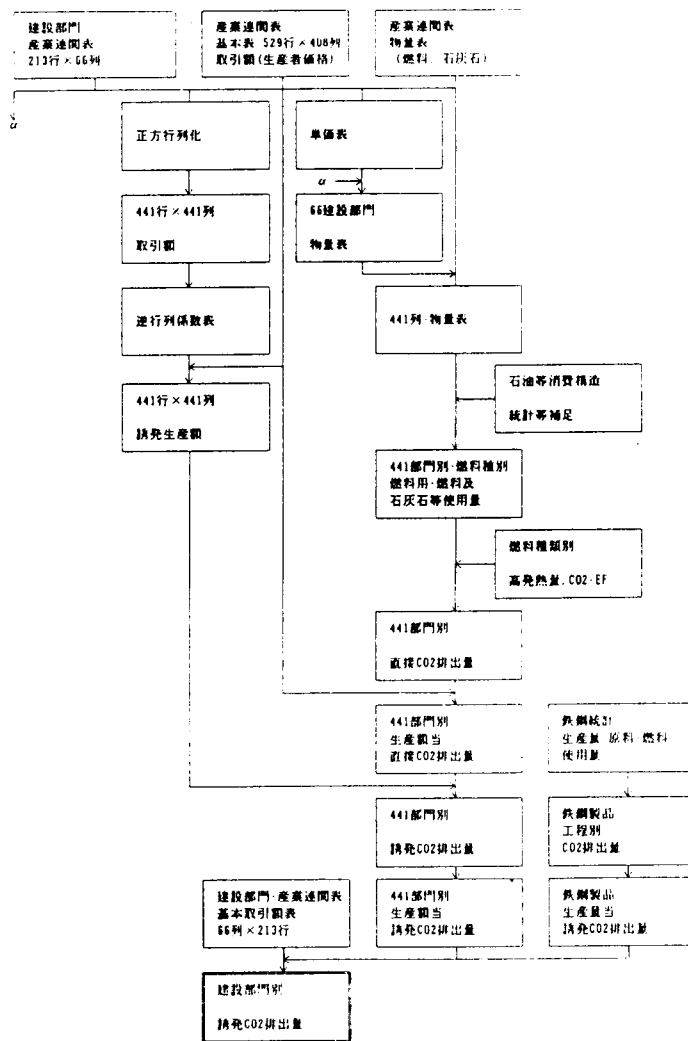 建設部門
産業連関表
213行×66列
産業連関表
基本表 529行×408列
取引額(生産者価格)
産業連関表
物量表
(燃料、石灰石)
α
正方行列化
単価表
α
441行×441列
取引額
66建設部門
物量表
逆行列係数表
441列・物量表
441行×441列
誘発生産額
石油等消費構造
統計等補足
441部門別・燃料種別
燃料用・燃料及
石灰石等使用量
燃料種類別
高発熱量,CO2-EF
441部門別
直接CO2排出量
441部門別
生産額当
直接CO2排出量
鉄鋼統計
生産量 原料・燃料
使用量
441部門別
誘発CO2排出量
鉄鋼製品
工程別
CO2排出量
建設部門・産業連関表
基本取引額表
66列×213行
441部門別
生産額当
誘発CO2排出量
鉄鋼製品
生産量当
誘発CO2排出量
建設部門別
誘発CO2排出量